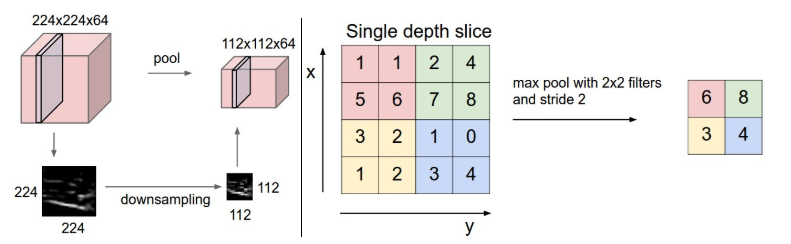 224x224x64
pool
112x112x64
224
224
downsampling
112
112
Single depth slice
x
1 1 2 4
5 6 7 8
3 2 1 0
1 2 3 4
y
max pool with 2x2 filters
and stride 2
6 8
3 4